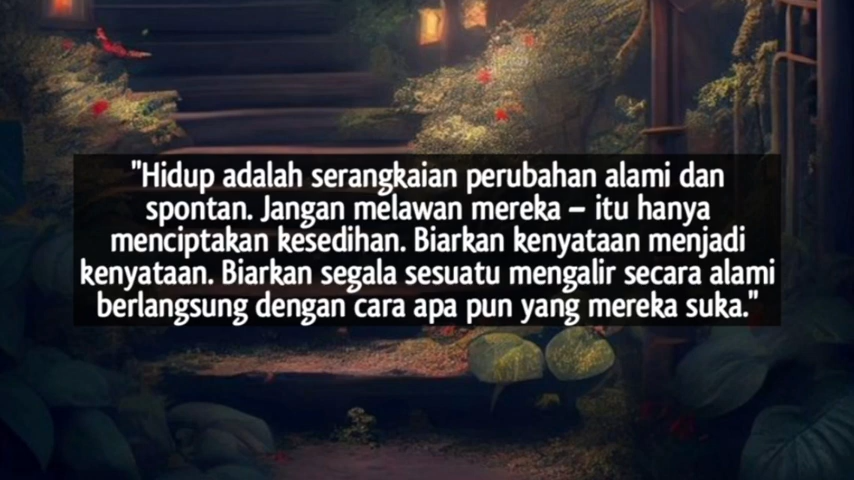 "Hidup adalah serangkaian perubahan alami dan
spontan. Jangan melawan mereka – itu hanya
menciptakan kesedihan. Biarkan kenyataan menjadi
kenyataan. Biarkan segala sesuatu mengalir secara alami
berlangsung dengan cara apa pun yang mereka suka."